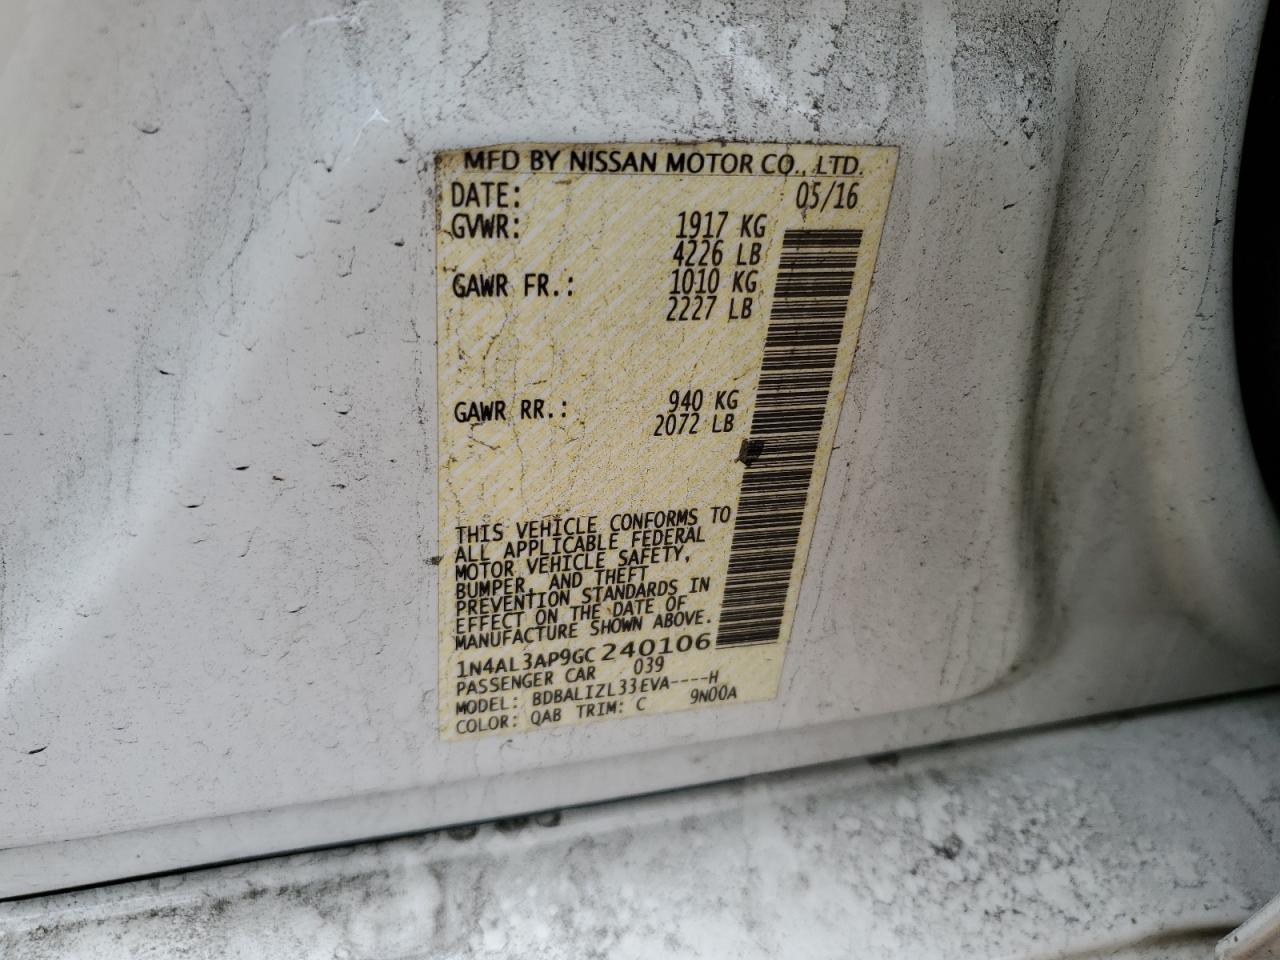 MFD BY NISSAN MOTOR CO., LTD.
DATE: 05/16
GVWR: 1917 KG
4226 LB
GAWR FR.: 1010 KG
2227 LB
GAWR RR.: 940 KG
2072 LB
THIS VEHICLE CONFORMS TO
ALL APPLICABLE FEDERAL
MOTOR VEHICLE SAFETY,
BUMPER, AND THEFT
PREVENTION STANDARDS IN
EFFECT ON THE DATE OF
MANUFACTURE SHOWN ABOVE.
1N4AL3AP9GC240106
PASSENGER CAR 039
MODEL: BDBALIZL33EVA----H
COLOR: QAB TRIM: C 9N00A